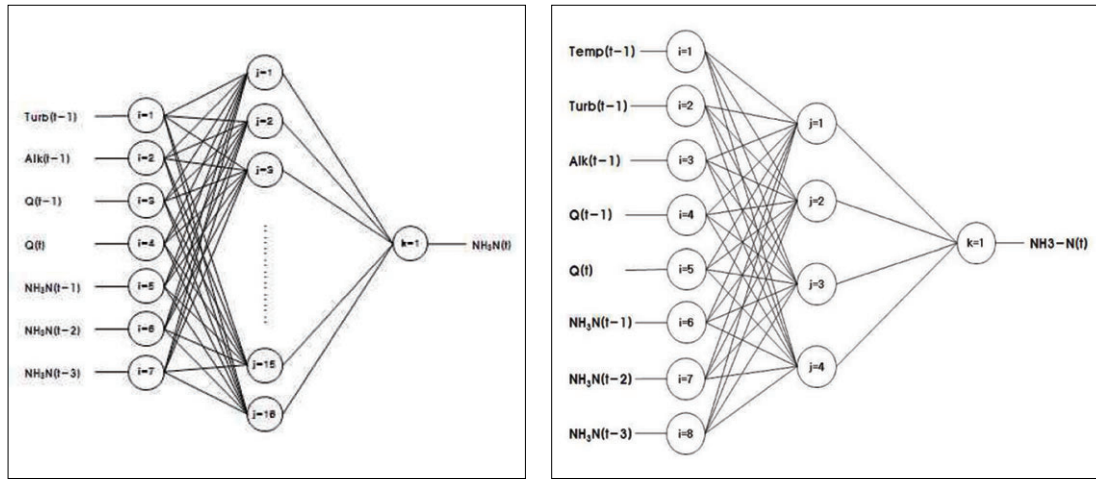 Turb(t-1)
Alk(t-1)
Q(t-1)
Q(t)
NH₃N(t-1)
NH₃N(t-2)
NH₃N(t-3)
i=1
i=2
i=3
i=4
i=5
i=6
i=7
j=1
j=2
j=3
j=15
j=16
k=1
NH₃N(t)
Temp(t-1)
Turb(t-1)
Alk(t-1)
Q(t-1)
Q(t)
NH₃N(t-1)
NH₃N(t-2)
NH₃N(t-3)
i=1
i=2
i=3
i=4
i=5
i=6
i=7
i=8
j=1
j=2
j=3
j=4
k=1
NH3-N(t)